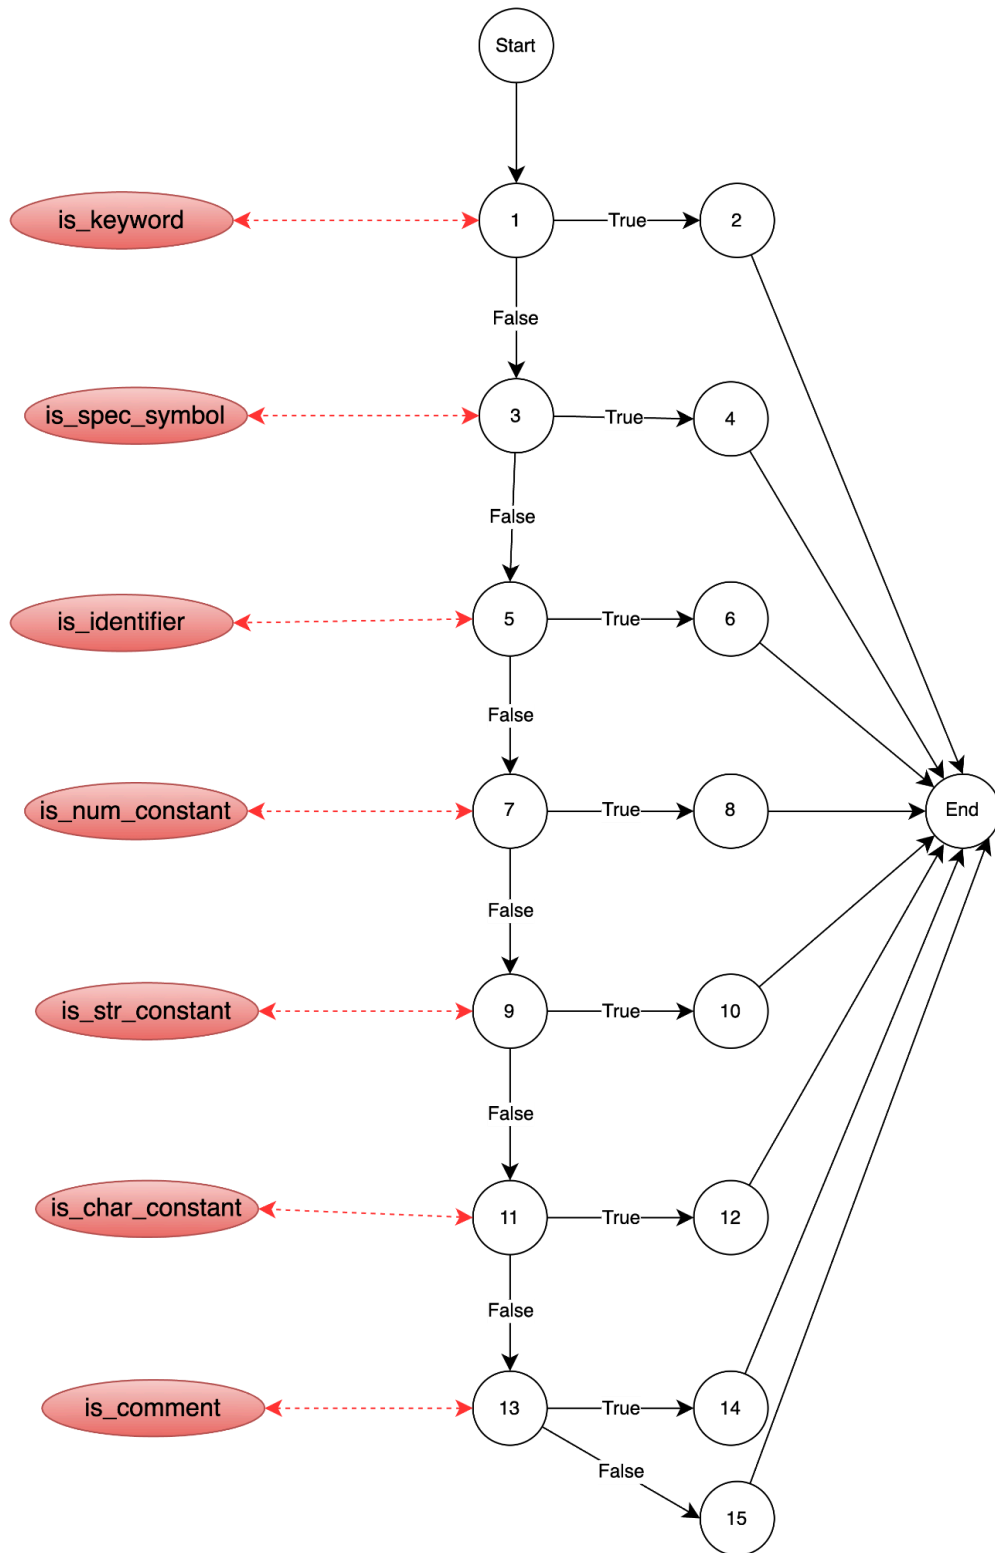 Start
is_keyword
1
True
2
False
is_spec_symbol
3
True
4
False
is_identifier
5
True
6
False
is_num_constant
7
True
8
End
False
is_str_constant
9
True
10
False
is_char_constant
11
True
12
False
is_comment
13
True
14
False
15